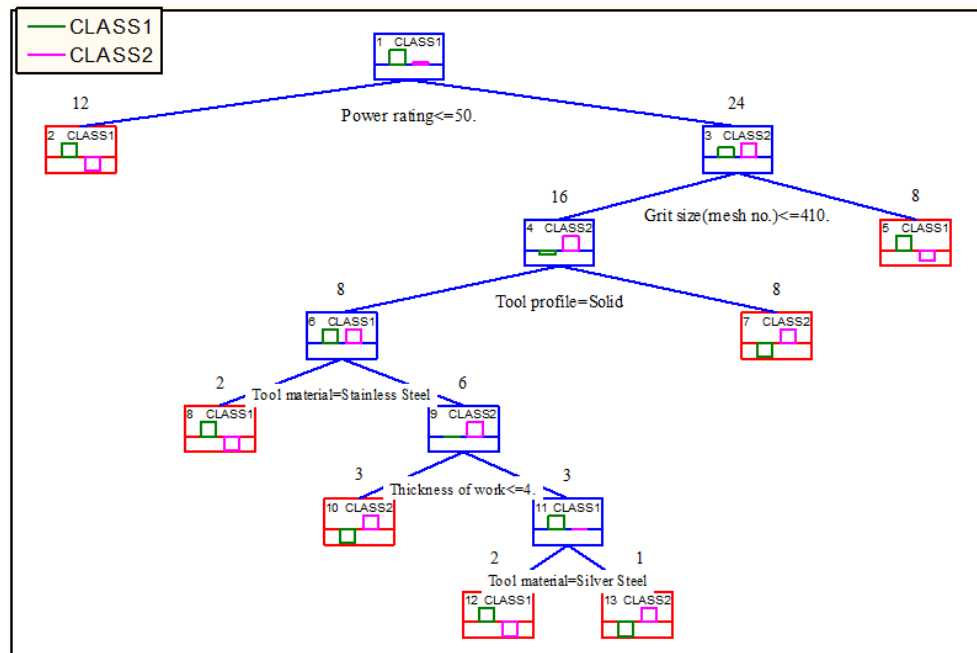 CLASS1
CLASS2
1 CLASS1
12
Power rating<=50.
24
2 CLASS1
3 CLASS2
16
Grit size(mesh no.)<=410.
8
4 CLASS2
5 CLASS1
8
Tool profile=Solid
8
6 CLASS1
7 CLASS2
2
Tool material=Stainless Steel
6
8 CLASS1
9 CLASS2
3
Thickness of work<=4.
3
10 CLASS2
11 CLASS1
2
Tool material=Silver Steel
1
12 CLASS1
13 CLASS2